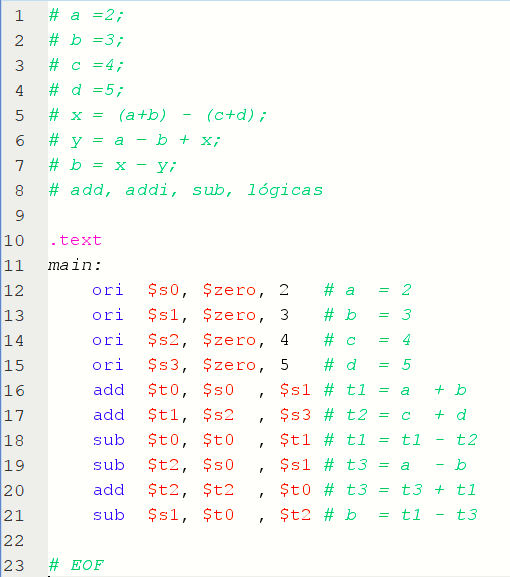 1 # a =2;
2 # b =3;
3 # c =4;
4 # d =5;
5 # x = (a+b) - (c+d);
6 # y = a - b + x;
7 # b = x - y;
8 # add, addi, sub, lógicas
9
10 .text
11 main:
12     ori  $s0, $zero, 2   # a  = 2
13     ori  $s1, $zero, 3   # b  = 3
14     ori  $s2, $zero, 4   # c  = 4
15     ori  $s3, $zero, 5   # d  = 5
16     add  $t0, $s0  , $s1 # t1 = a  + b
17     add  $t1, $s2  , $s3 # t2 = c  + d
18     sub  $t0, $t0  , $t1 # t1 = t1 - t2
19     sub  $t2, $s0  , $s1 # t3 = a  - b
20     add  $t2, $t2  , $t0 # t3 = t3 + t1
21     sub  $s1, $t0  , $t2 # b  = t1 - t3
22
23 # EOF